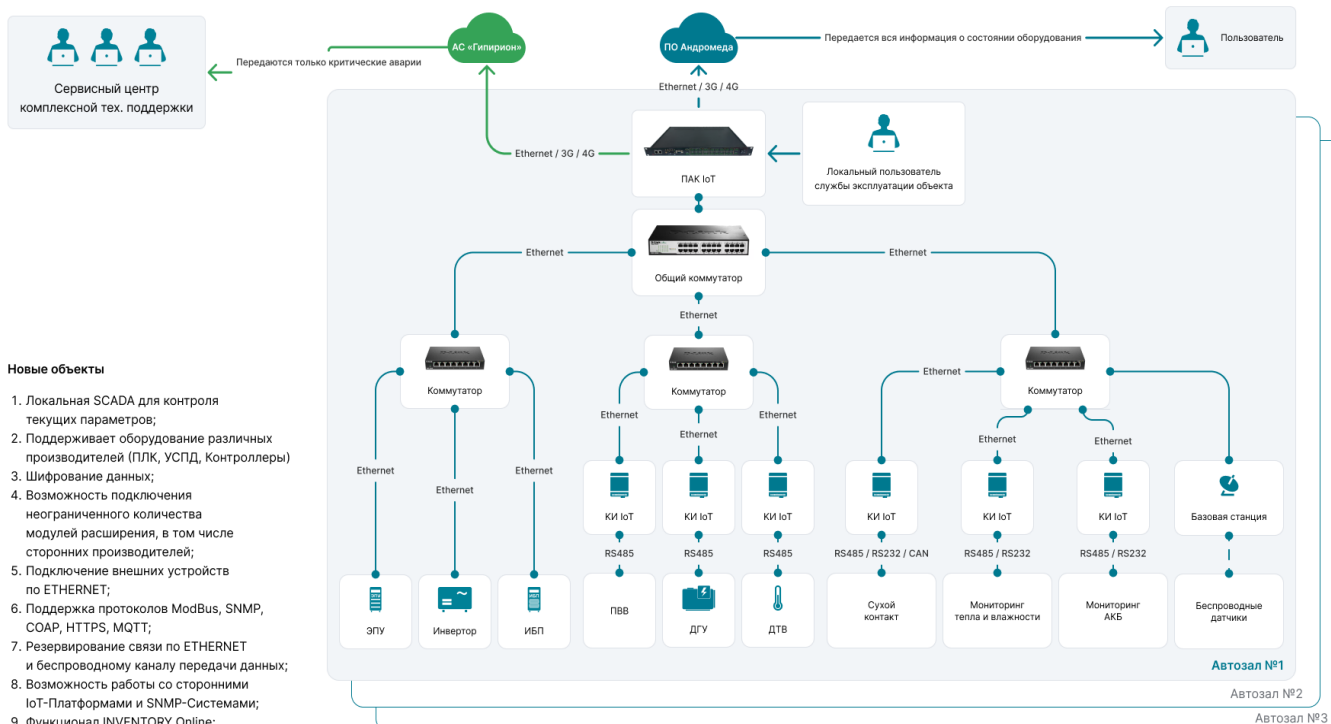 АС «Гипирион»
ПО Андромеда
Передается вся информация о состоянии оборудования
Пользователь
Передаются только критические аварии
Сервисный центр
комплексной тех. поддержки
Ethernet / 3G / 4G
Ethernet / 3G / 4G
ПАК IoT
Локальный пользователь
службы эксплуатации объекта
Общий коммутатор
Ethernet
Ethernet
Ethernet
Коммутатор
Коммутатор
Коммутатор
Ethernet
Ethernet
Ethernet
Ethernet
Ethernet
Ethernet
Ethernet
Ethernet
Ethernet
КИ IoT
КИ IoT
КИ IoT
КИ IoT
КИ IoT
КИ IoT
Базовая станция
RS485
RS485
RS485
RS485 / RS232 / CAN
RS485 / RS232
RS485 / RS232
ЭПУ
Инвертор
ИБП
ПВВ
ДГУ
ДТВ
Сухой
контакт
Мониторинг
тепла и влажности
Мониторинг
АКБ
Беспроводные
датчики
Автозал №1
Автозал №2
Автозал №3
Новые объекты
1. Локальная SCADA для контроля
текущих параметров;
2. Поддерживает оборудование различных
производителей (ПЛК, УСПД, Контроллеры)
3. Шифрование данных;
4. Возможность подключения
неограниченного количества
модулей расширения, в том числе
сторонних производителей;
5. Подключение внешних устройств
по ETHERNET;
6. Поддержка протоколов ModBus, SNMP,
COAP, HTTPS, MQTT;
7. Резервирование связи по ETHERNET
и беспроводному каналу передачи данных;
8. Возможность работы со сторонними
IoT-Платформами и SNMP-Системами;
9. Функционал INVENTORY Online;